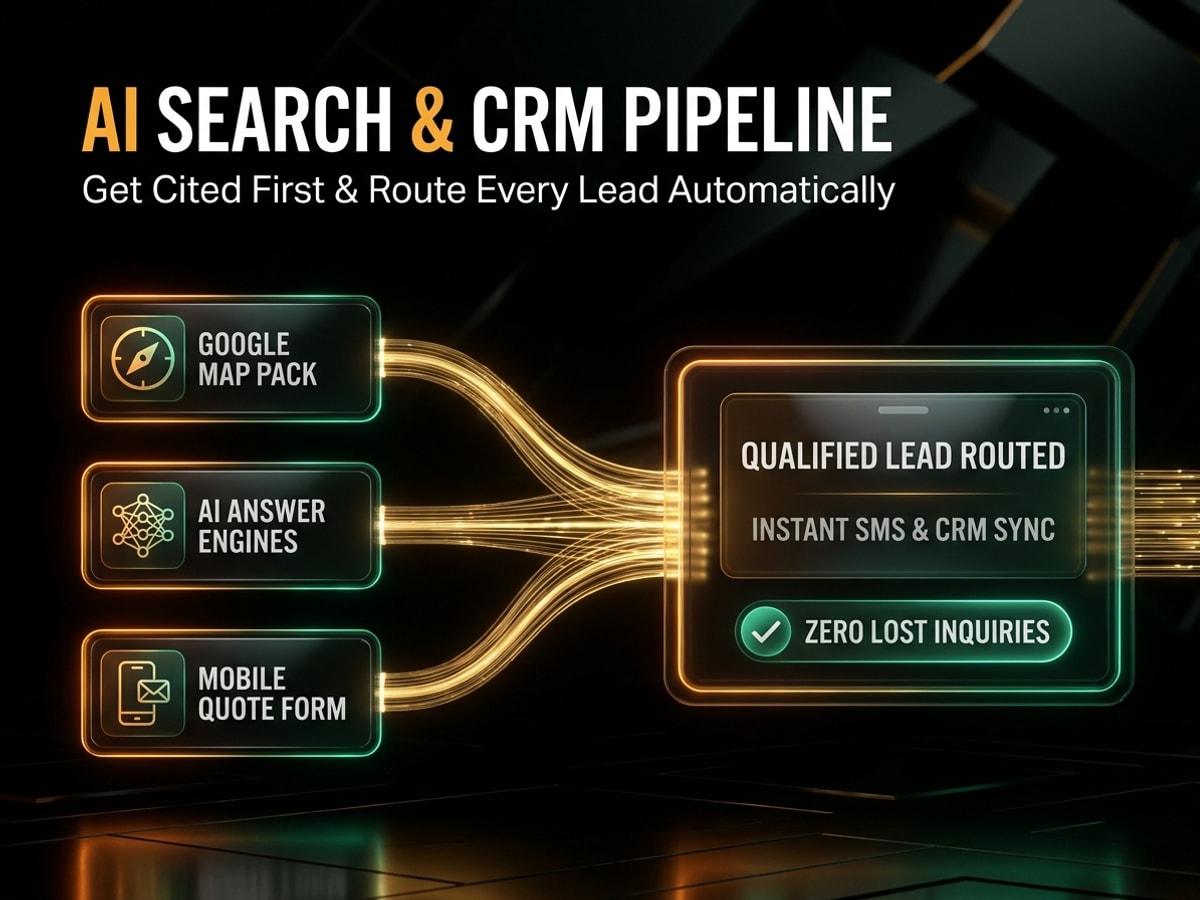 AI SEARCH & CRM PIPELINE
Get Cited First & Route Every Lead Automatically
GOOGLE
MAP PACK
AI ANSWER
ENGINES
MOBILE
QUOTE FORM
QUALIFIED LEAD ROUTED
INSTANT SMS & CRM SYNC
ZERO LOST INQUIRIES